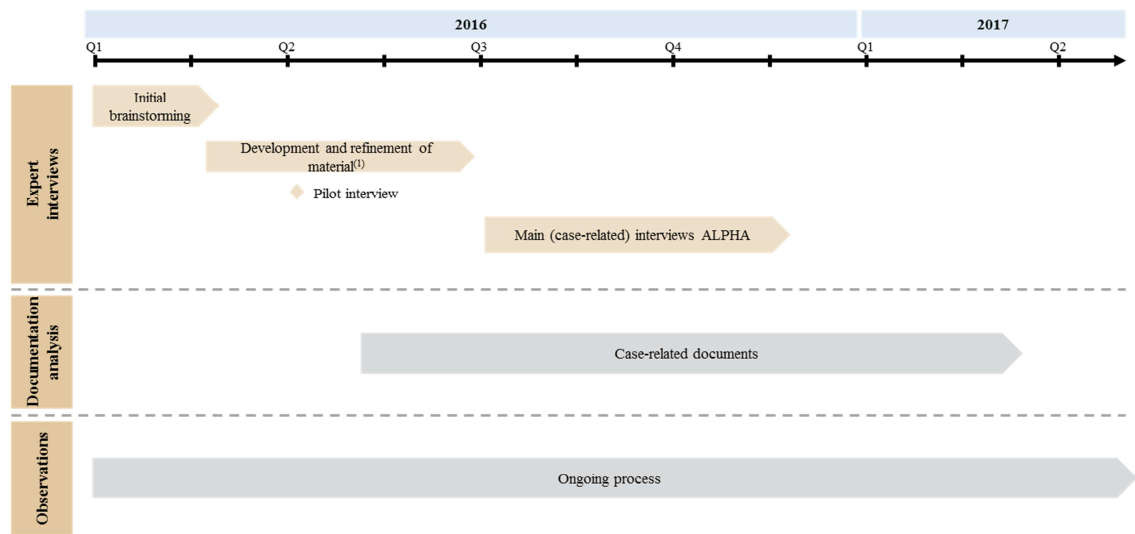 2016
2017
Q1
Q2
Q3
Q4
Q1
Q2
Expert
interviews
Initial
brainstorming
Development and refinement of
material(1)
Pilot interview
Main (case-related) interviews ALPHA
Documentation
analysis
Case-related documents
Observations
Ongoing process